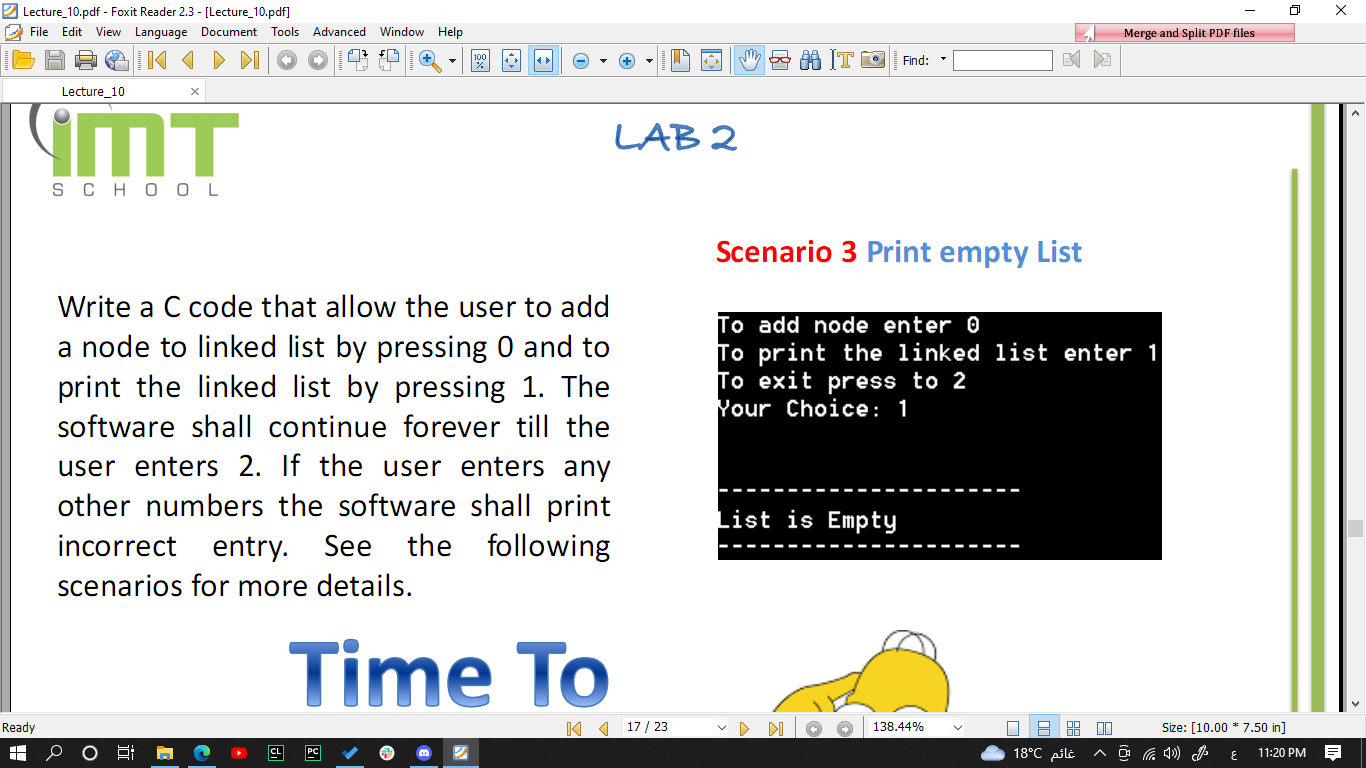 Lecture_10.pdf - Foxit Reader 2.3 - [Lecture_10.pdf]
File Edit View Language Document Tools Advanced Window Help
Merge and Split PDF files
100 %
Find:
Lecture_10
iMT
SCHOOL
LAB 2
Scenario 3 Print empty List
Write a C code that allow the user to add
a node to linked list by pressing 0 and to
print the linked list by pressing 1. The
software shall continue forever till the
user enters 2. If the user enters any
other numbers the software shall print
incorrect entry. See the following
scenarios for more details.
To add node enter 0
To print the linked list enter 1
To exit press to 2
Your Choice: 1
----------------------
List is Empty
----------------------
Time To
Ready
17 / 23
138.44%
Size: [10.00 * 7.50 in]
CL
PC
18°C غائم
ع
11:20 PM